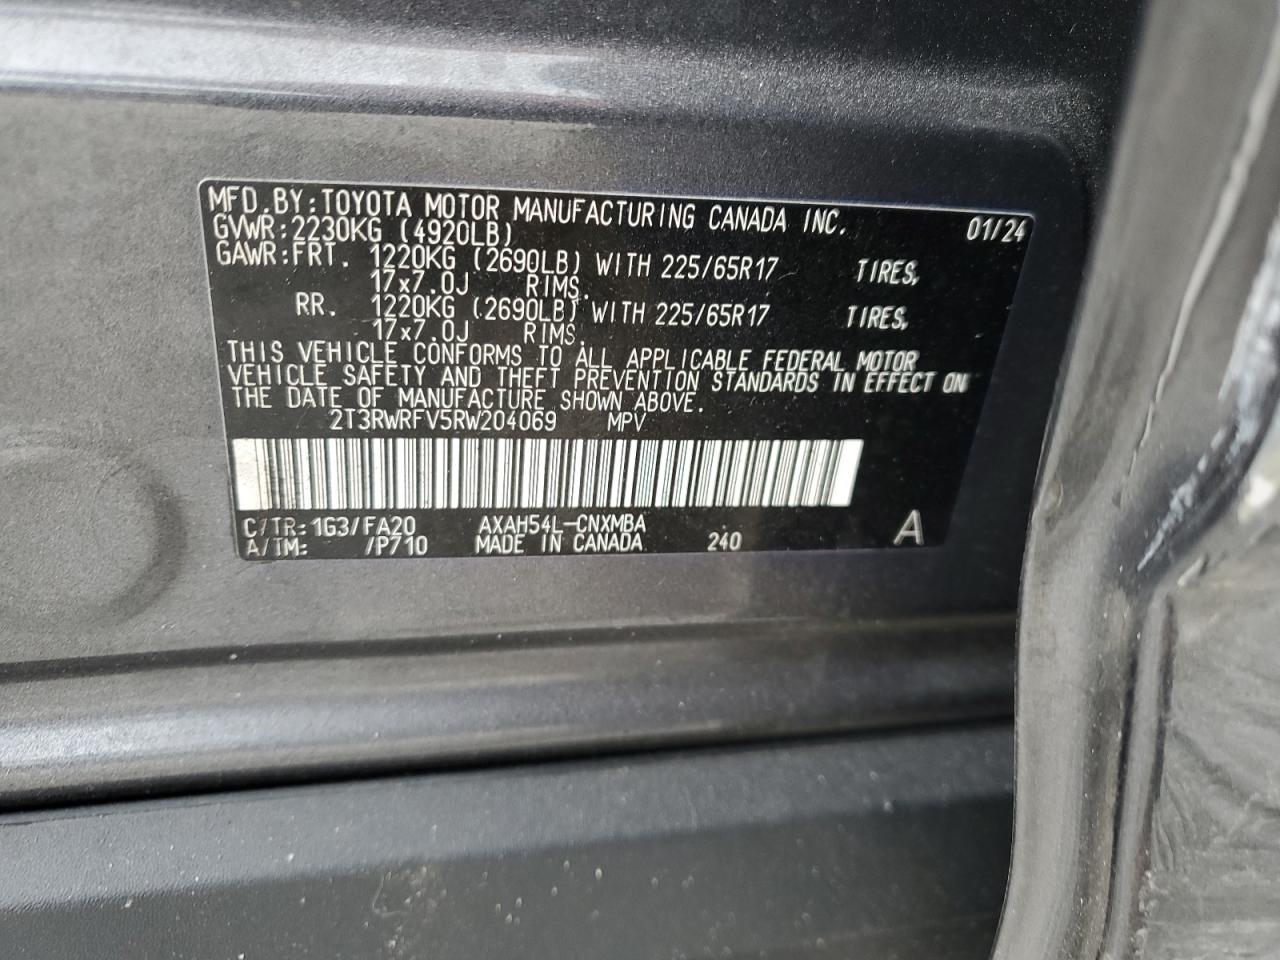 MFD.BY:TOYOTA MOTOR MANUFACTURING CANADA INC. 01/24
GVWR:2230KG (4920LB)
GAWR:FRT. 1220KG (2690LB) WITH 225/65R17 TIRES,
17x7.0J RIMS.
RR. 1220KG (2690LB) WITH 225/65R17 TIRES,
17x7.0J RIMS.
THIS VEHICLE CONFORMS TO ALL APPLICABLE FEDERAL MOTOR
VEHICLE SAFETY AND THEFT PREVENTION STANDARDS IN EFFECT ON
THE DATE OF MANUFACTURE SHOWN ABOVE.
2T3RWRFV5RW204069 MPV
C/TR:1G3/FA20 AXAH54L-CNXMBA
A/TM: /P710 MADE IN CANADA 240 A